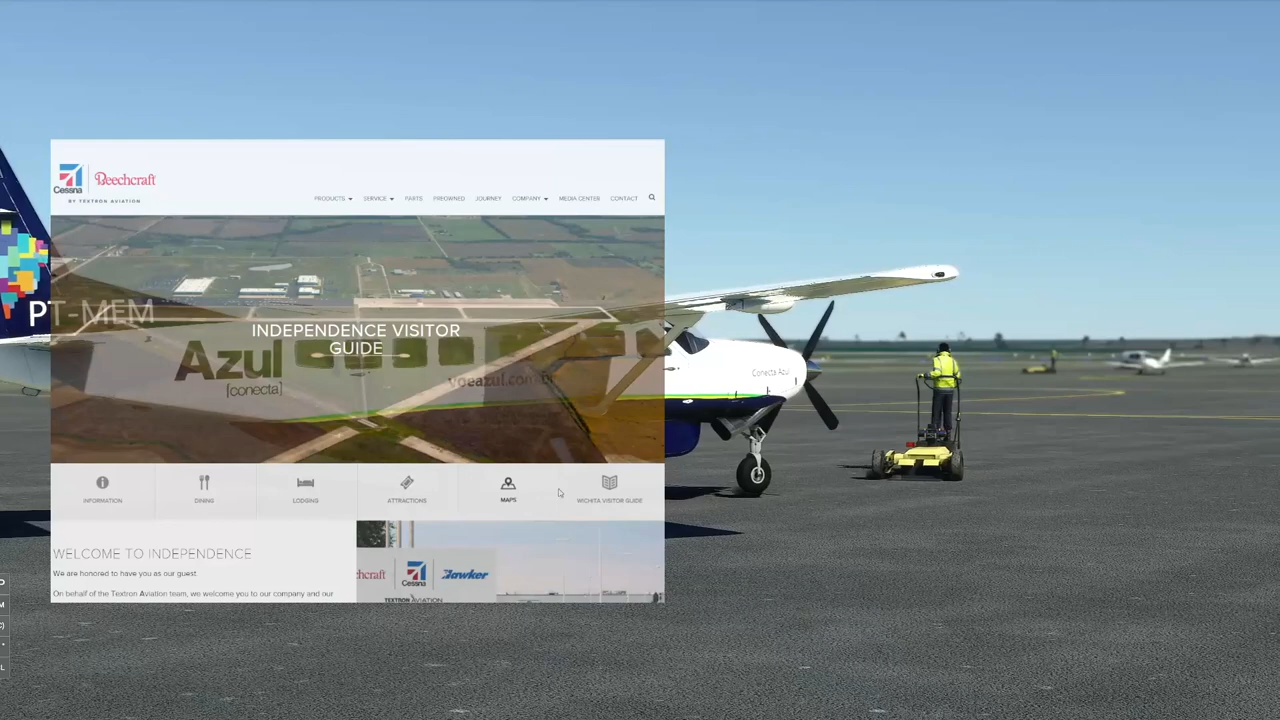 Cessna
Beechcraft
BY TEXTRON AVIATION
PRODUCTS
SERVICE
PARTS
PREOWNED
JOURNEY
COMPANY
MEDIA CENTER
CONTACT
PT-MEM
INDEPENDENCE VISITOR
GUIDE
Azul
[conecta]
voeazul.com.br
Conecta Azul
INFORMATION
DINING
LODGING
ATTRACTIONS
MAPS
WICHITA VISITOR GUIDE
WELCOME TO INDEPENDENCE
We are honored to have you as our guest.
On behalf of the Textron Aviation team, we welcome you to our company and our
hcraft
Cessna
Hawker
TEXTRON AVIATION